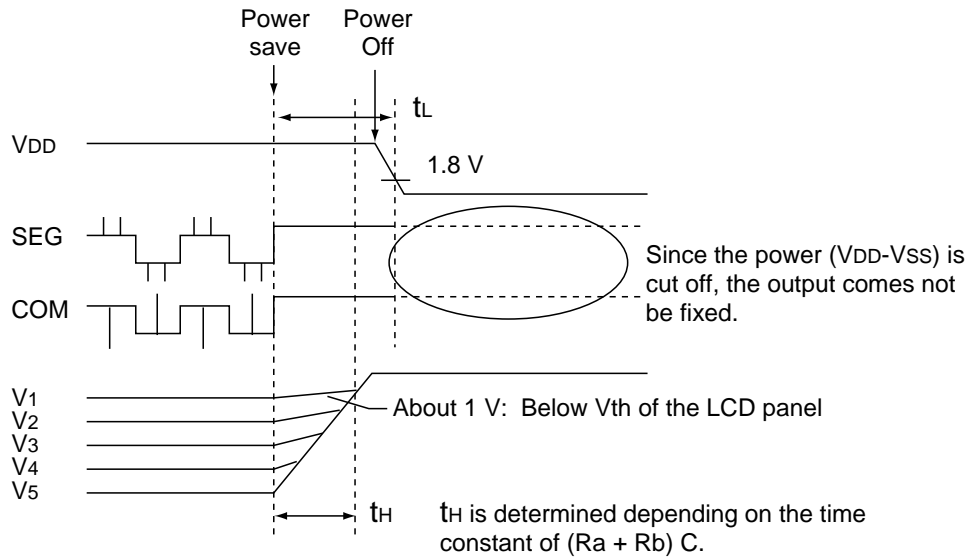 Power
save
Power
Off
tL
VDD
1.8 V
SEG
Since the power (VDD-VSS) is
cut off, the output comes not
be fixed.
COM
V1
About 1 V: Below Vth of the LCD panel
V2
V3
V4
V5
tH
tH is determined depending on the time
constant of (Ra + Rb) C.